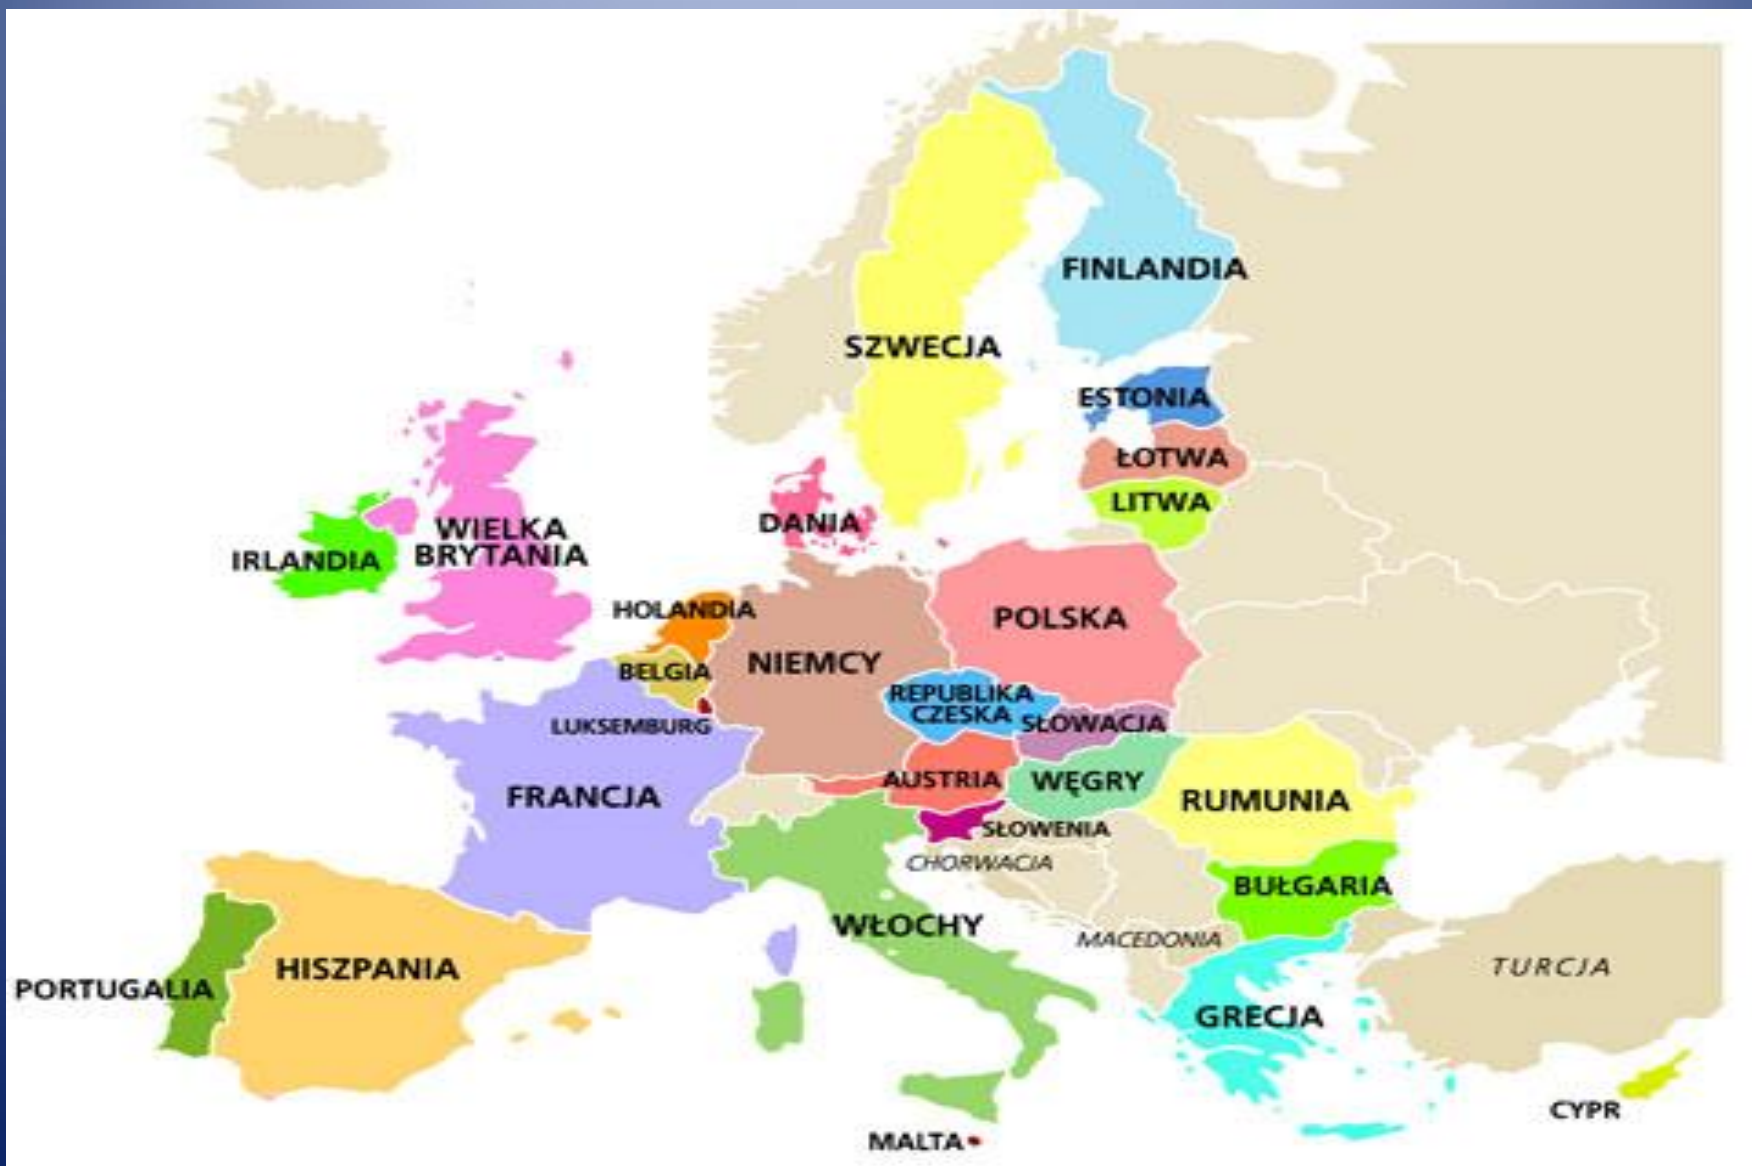 FINLANDIA
SZWECJA
ESTONIA
ŁOTWA
LITWA
DANIA
WIELKA
BRYTANIA
IRLANDIA
HOLANDIA
POLSKA
NIEMCY
BELGIA
REPUBLIKA
CZESKA
SŁOWACJA
LUKSEMBURG
AUSTRIA
WĘGRY
FRANCJA
RUMUNIA
SŁOWENIA
CHORWACJA
BUŁGARIA
WŁOCHY
MACEDONIA
HISZPANIA
TURCJA
PORTUGALIA
GRECJA
CYPR
MALTA